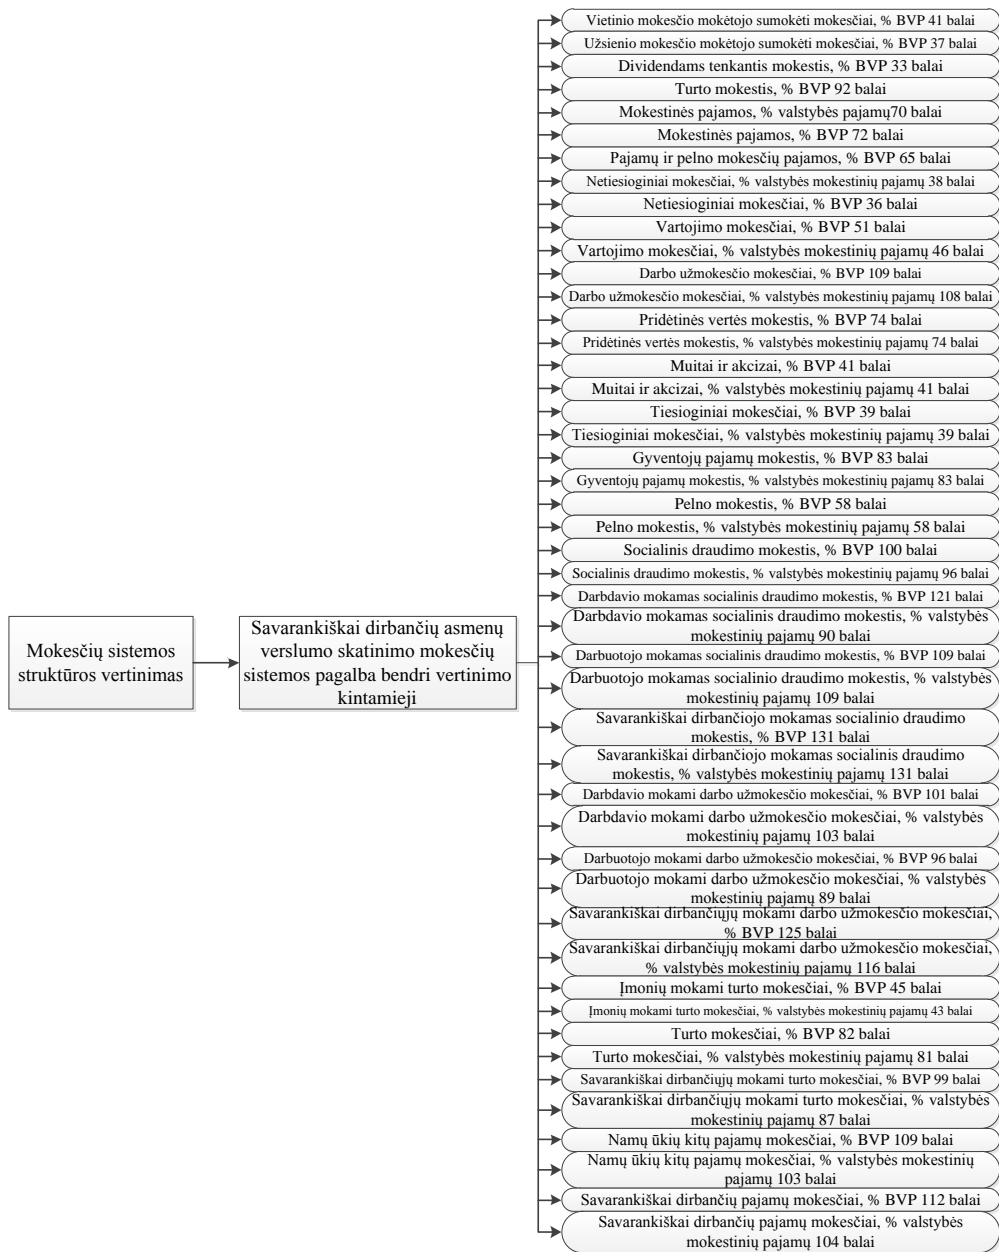 Vietinio mokesčio mokėtojo sumokėti mokesčiai, % BVP 41 balai
Užsienio mokesčio mokėtojo sumokėti mokesčiai, % BVP 37 balai
Dividendams tenkantis mokestis, % BVP 33 balai
Turto mokestis, % BVP 92 balai
Mokestinės pajamos, % valstybės pajamų70 balai
Mokestinės pajamos, % BVP 72 balai
Pajamų ir pelno mokesčių pajamos, % BVP 65 balai
Netiesioginiai mokesčiai, % valstybės mokestinių pajamų 38 balai
Netiesioginiai mokesčiai, % BVP 36 balai
Vartojimo mokesčiai, % BVP 51 balai
Vartojimo mokesčiai, % valstybės mokestinių pajamų 46 balai
Darbo užmokesčio mokesčiai, % BVP 109 balai
Darbo užmokesčio mokesčiai, % valstybės mokestinių pajamų 108 balai
Pridėtinės vertės mokestis, % BVP 74 balai
Pridėtinės vertės mokestis, % valstybės mokestinių pajamų 74 balai
Muitai ir akcizai, % BVP 41 balai
Muitai ir akcizai, % valstybės mokestinių pajamų 41 balai
Tiesioginiai mokesčiai, % BVP 39 balai
Tiesioginiai mokesčiai, % valstybės mokestinių pajamų 39 balai
Gyventojų pajamų mokestis, % BVP 83 balai
Gyventojų pajamų mokestis, % valstybės mokestinių pajamų 83 balai
Pelno mokestis, % BVP 58 balai
Pelno mokestis, % valstybės mokestinių pajamų 58 balai
Socialinis draudimo mokestis, % BVP 100 balai
Socialinis draudimo mokestis, % valstybės mokestinių pajamų 96 balai
Darbdavio mokamas socialinis draudimo mokestis, % BVP 121 balai
Mokesčių sistemos
struktūros vertinimas
Savarankiškai dirbančių asmenų
verslumo skatinimo mokesčių
sistemos pagalba bendri vertinimo
kintamieji
Darbdavio mokamas socialinis draudimo mokestis, % valstybės
mokestinių pajamų 90 balai
Darbuotojo mokamas socialinis draudimo mokestis, % BVP 109 balai
Darbuotojo mokamas socialinio draudimo mokestis, % valstybės
mokestinių pajamų 109 balai
Savarankiškai dirbančiojo mokamas socialinio draudimo
mokestis, % BVP 131 balai
Savarankiškai dirbančiojo mokamas socialinis draudimo
mokestis, % valstybės mokestinių pajamų 131 balai
Darbdavio mokami darbo užmokesčio mokesčiai, % BVP 101 balai
Darbdavio mokami darbo užmokesčio mokesčiai, % valstybės
mokestinių pajamų 103 balai
Darbuotojo mokami darbo užmokesčio mokesčiai, % BVP 96 balai
Darbuotojo mokami darbo užmokesčio mokesčiai, % valstybės
mokestinių pajamų 89 balai
Savarankiškai dirbančiųjų mokami darbo užmokesčio mokesčiai,
% BVP 125 balai
Savarankiškai dirbančiųjų mokami darbo užmokesčio mokesčiai,
% valstybės mokestinių pajamų 116 balai
Įmonių mokami turto mokesčiai, % BVP 45 balai
Įmonių mokami turto mokesčiai, % valstybės mokestinių pajamų 43 balai
Turto mokesčiai, % BVP 82 balai
Turto mokesčiai, % valstybės mokestinių pajamų 81 balai
Savarankiškai dirbančiųjų mokami turto mokesčiai, % BVP 99 balai
Savarankiškai dirbančiųjų mokami turto mokesčiai, % valstybės
mokestinių pajamų 87 balai
Namų ūkių kitų pajamų mokesčiai, % BVP 109 balai
Namų ūkių kitų pajamų mokesčiai, % valstybės mokestinių
pajamų 103 balai
Savarankiškai dirbančių pajamų mokesčiai, % BVP 112 balai
Savarankiškai dirbančių pajamų mokesčiai, % valstybės
mokestinių pajamų 104 balai